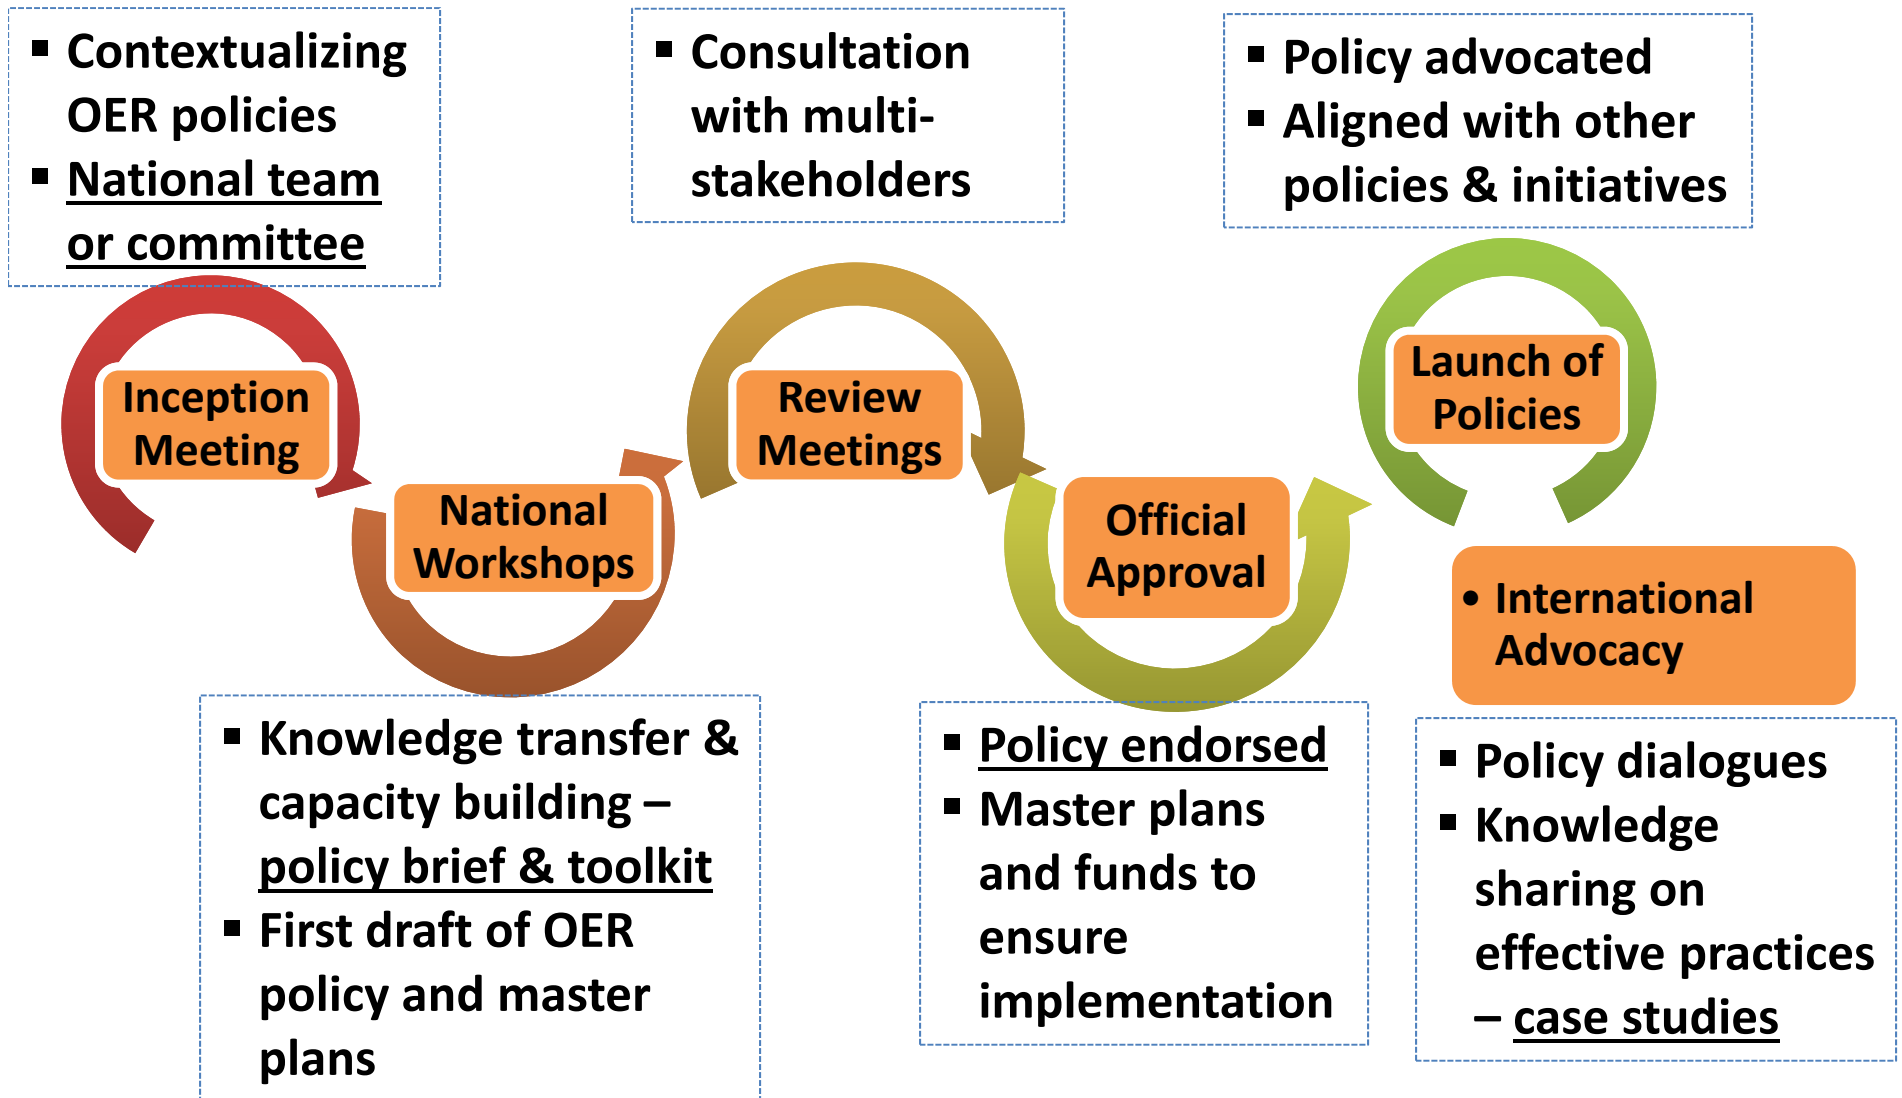 ▪ Contextualizing
OER policies
▪ National team
or committee
Inception
Meeting
National
Workshops
▪ Knowledge transfer &
capacity building –
policy brief & toolkit
▪ First draft of OER
policy and master
plans
▪ Consultation
with multi-
stakeholders
Review
Meetings
Official
Approval
▪ Policy endorsed
▪ Master plans
and funds to
ensure
implementation
▪ Policy advocated
▪ Aligned with other
policies & initiatives
Launch of
Policies
• International
Advocacy
▪ Policy dialogues
▪ Knowledge
sharing on
effective practices
– case studies